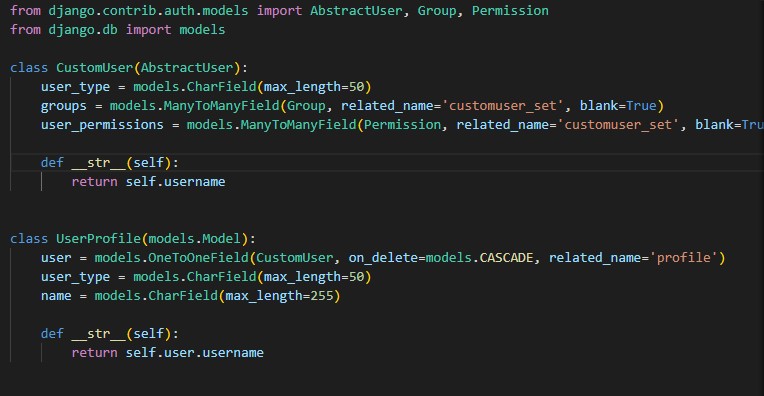 from django.contrib.auth.models import AbstractUser, Group, Permission
from django.db import models
class CustomUser(AbstractUser):
user_type = models.CharField(max_length=50)
groups = models.ManyToManyField(Group, related_name='customuser_set', blank=True)
user_permissions = models.ManyToManyField(Permission, related_name='customuser_set', blank=Tru
def __str__(self):
return self.username
class UserProfile(models.Model):
user = models.OneToOneField(CustomUser, on_delete=models.CASCADE, related_name='profile')
user_type = models.CharField(max_length=50)
name = models.CharField(max_length=255)
def __str__(self):
return self.user.username